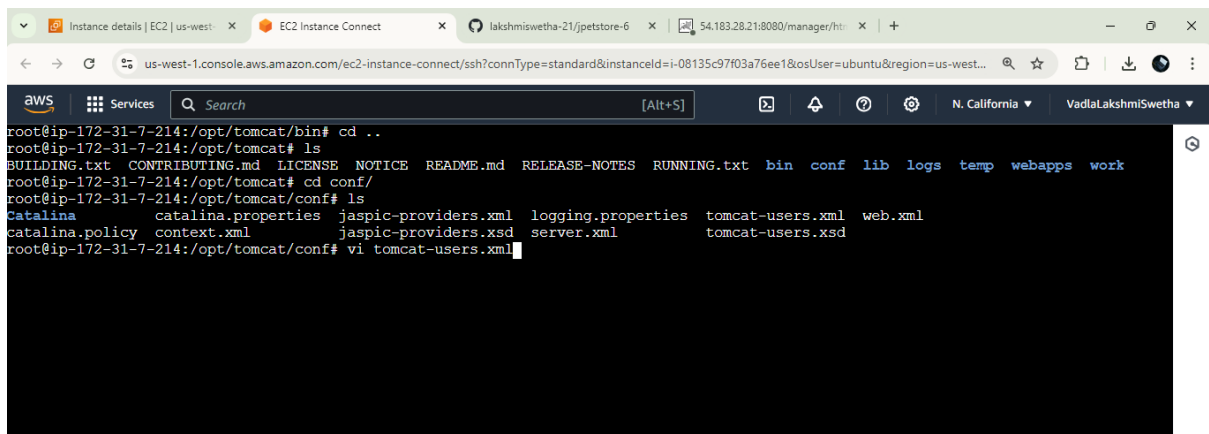 Instance details | EC2 | us-west-
EC2 Instance Connect
lakshmiswetha-21/jpetstore-6
54.183.28.21:8080/manager/htm
us-west-1.console.aws.amazon.com/ec2-instance-connect/ssh?connType=standard&instanceId=i-08135c97f03a76ee1&osUser=ubuntu&region=us-west...
aws Services Search [Alt+S] N. California ▼ VadlaLakshmiSwetha ▼
root@ip-172-31-7-214:/opt/tomcat/bin# cd ..
root@ip-172-31-7-214:/opt/tomcat# ls
BUILDING.txt CONTRIBUTING.md LICENSE NOTICE README.md RELEASE-NOTES RUNNING.txt bin conf lib logs temp webapps work
root@ip-172-31-7-214:/opt/tomcat# cd conf/
root@ip-172-31-7-214:/opt/tomcat/conf# ls
Catalina catalina.properties jaspic-providers.xml logging.properties tomcat-users.xml web.xml
catalina.policy context.xml jaspic-providers.xsd server.xml tomcat-users.xsd
root@ip-172-31-7-214:/opt/tomcat/conf# vi tomcat-users.xml